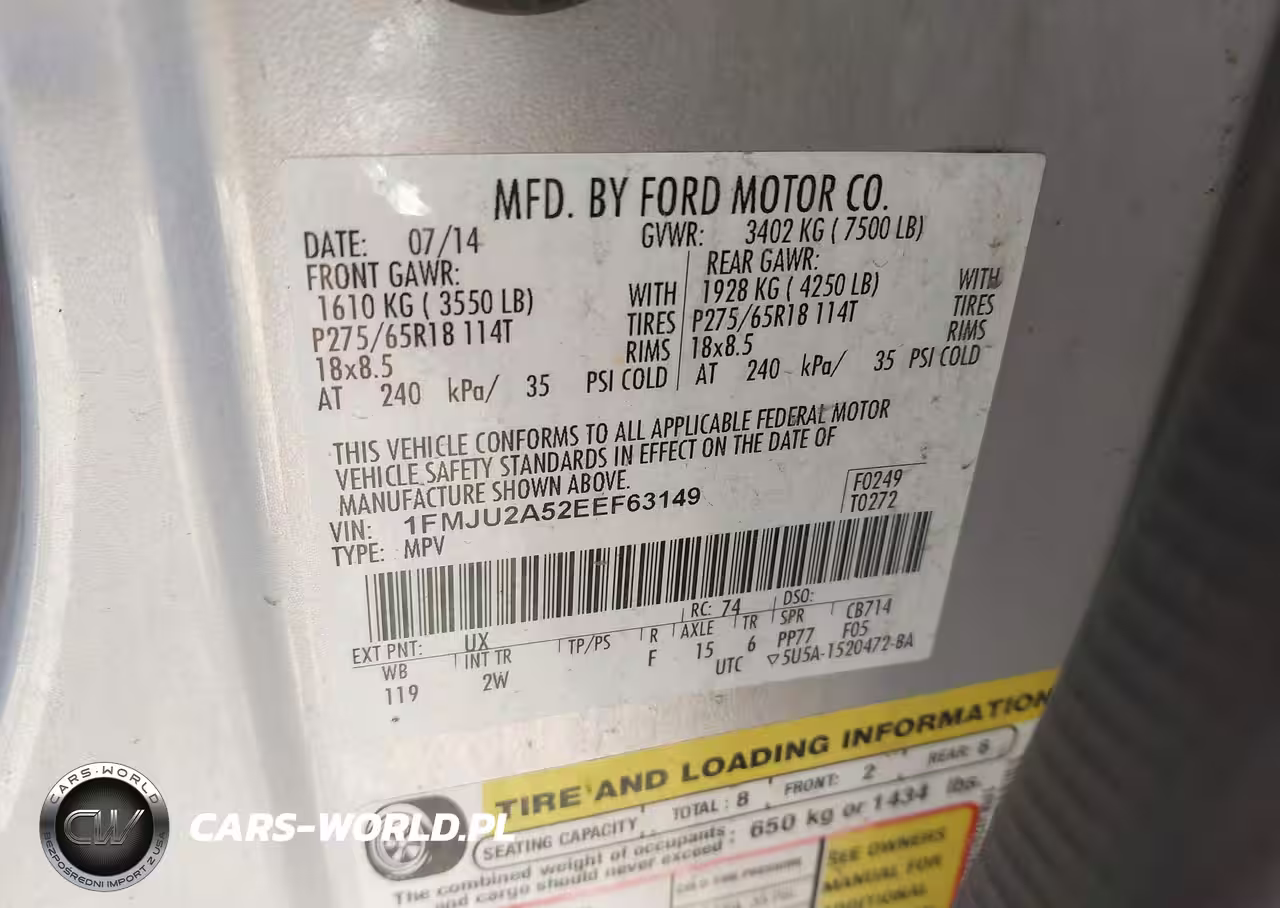 MFD. BY FORD MOTOR CO.
DATE: 07/14 GVWR: 3402 KG ( 7500 LB)
FRONT GAWR: REAR GAWR:
1610 KG ( 3550 LB) WITH 1928 KG ( 4250 LB) WITH
P275/65R18 114T TIRES P275/65R18 114T TIRES
18x8.5 RIMS 18x8.5 RIMS
AT 240 kPa/ 35 PSI COLD AT 240 kPa/ 35 PSI COLD
THIS VEHICLE CONFORMS TO ALL APPLICABLE FEDERAL MOTOR
VEHICLE SAFETY STANDARDS IN EFFECT ON THE DATE OF
MANUFACTURE SHOWN ABOVE.
F0249
T0272
VIN: 1FMJU2A52EEF63149
TYPE: MPV
EXT PNT: UX RC: 74 DSO:
WB INT TR TP/PS R AXLE TR SPR CB714
119 2W F 15 6 PP77 F05
UTC ▽5U5A-1520472-BA
TIRE AND LOADING INFORMATION
SEATING CAPACITY TOTAL : 8 FRONT: 2 REAR: 6
The combined weight of occupants
and cargo should never exceed : 650 kg or 1434 lbs.
SEE OWNERS
MANUAL FOR
ADDITIONAL
CARS-WORLD
CW
BEZPOŚREDNI IMPORT Z USA
CARS-WORLD.PL